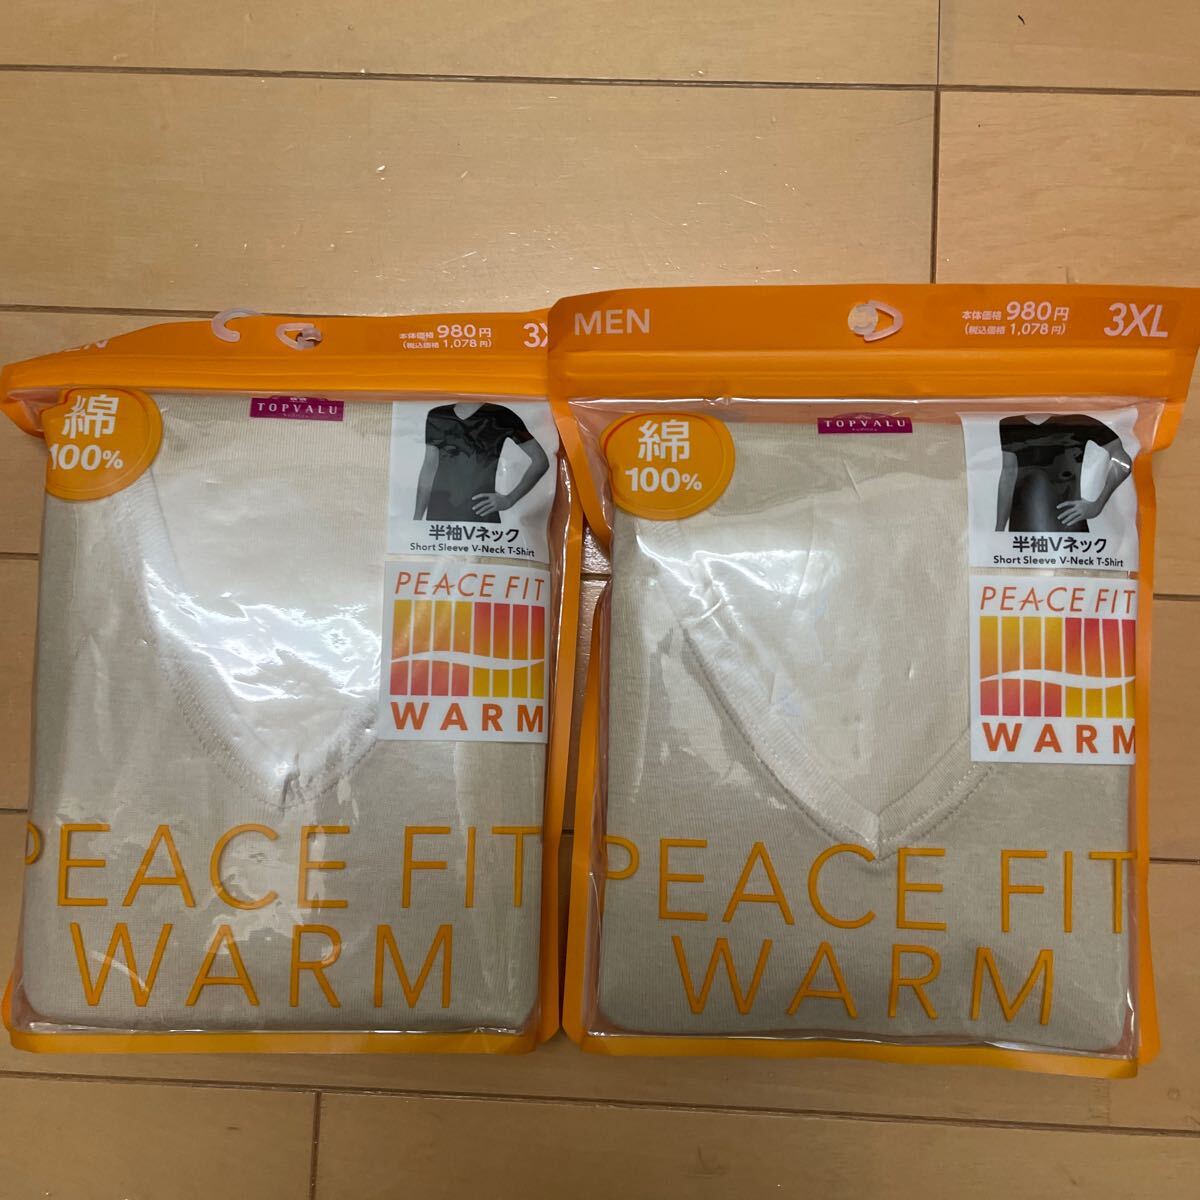 MEN
本体価格 980円
(税込価格 1,078円)
3X
綿
100%
TOPVALU
半袖Vネック
Short Sleeve V-Neck T-Shirt
PEACE FIT
WARM
PEACE FIT
WARM
MEN
本体価格 980円
(税込価格 1,078円)
3XL
綿
100%
TOPVALU
半袖Vネック
Short Sleeve V-Neck T-Shirt
PEACE FIT
WARM
PEACE FIT
WARM